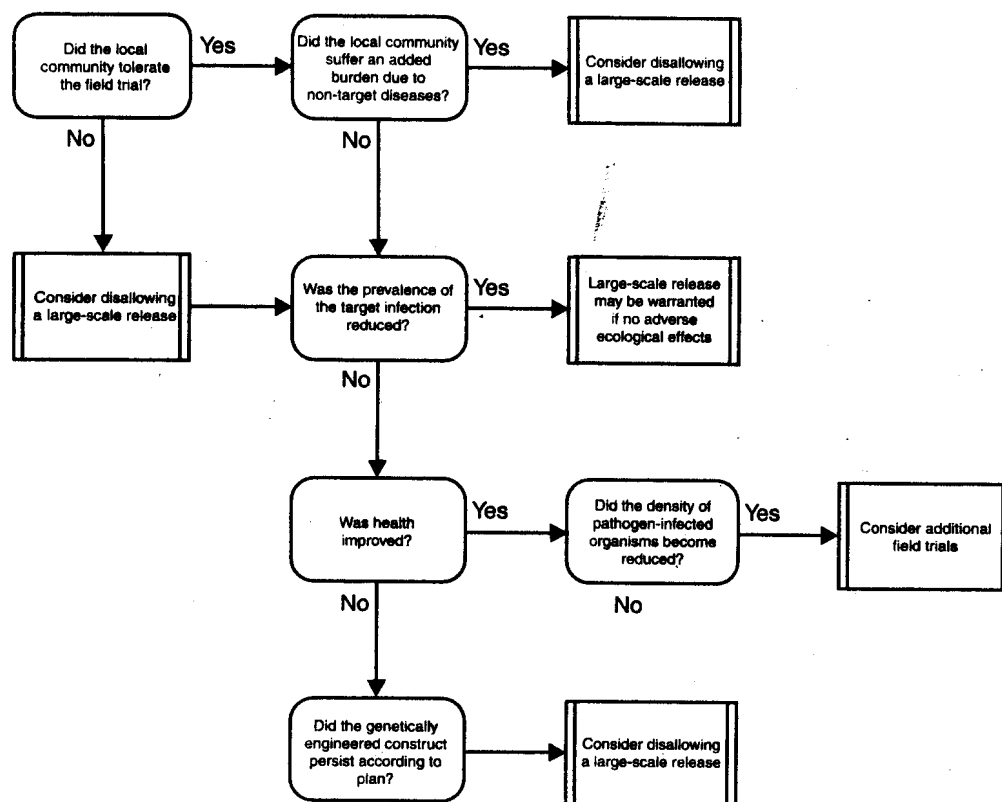 Did the local
community tolerate
the field trial?
Yes
Did the local community
suffer an added
burden due to
non-target diseases?
Yes
Consider disallowing
a large-scale release
No
No
Consider disallowing
a large-scale release
Was the prevalence of
the target infection
reduced?
Yes
Large-scale release
may be warranted
if no adverse
ecological effects
No
Was health
improved?
Yes
Did the density of
pathogen-infected
organisms become
reduced?
Yes
Consider additional
field trials
No
No
Did the genetically
engineered construct
persist according to
plan?
Consider disallowing
a large-scale release